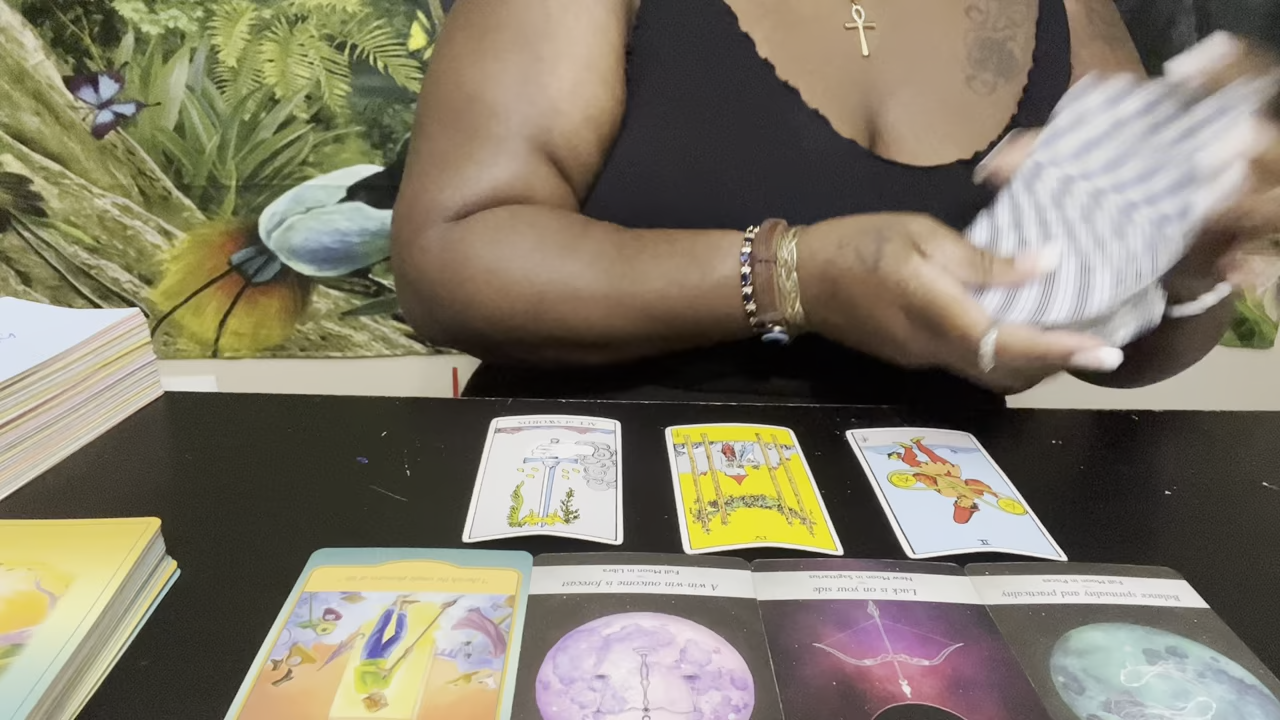 ACE of SWORDS
IV
II
A win-win outcome is forecast
Full Moon in Libra
Luck is on your side
New Moon in Sagittarius
Balance spirituality and practicality
Full Moon in Pisces